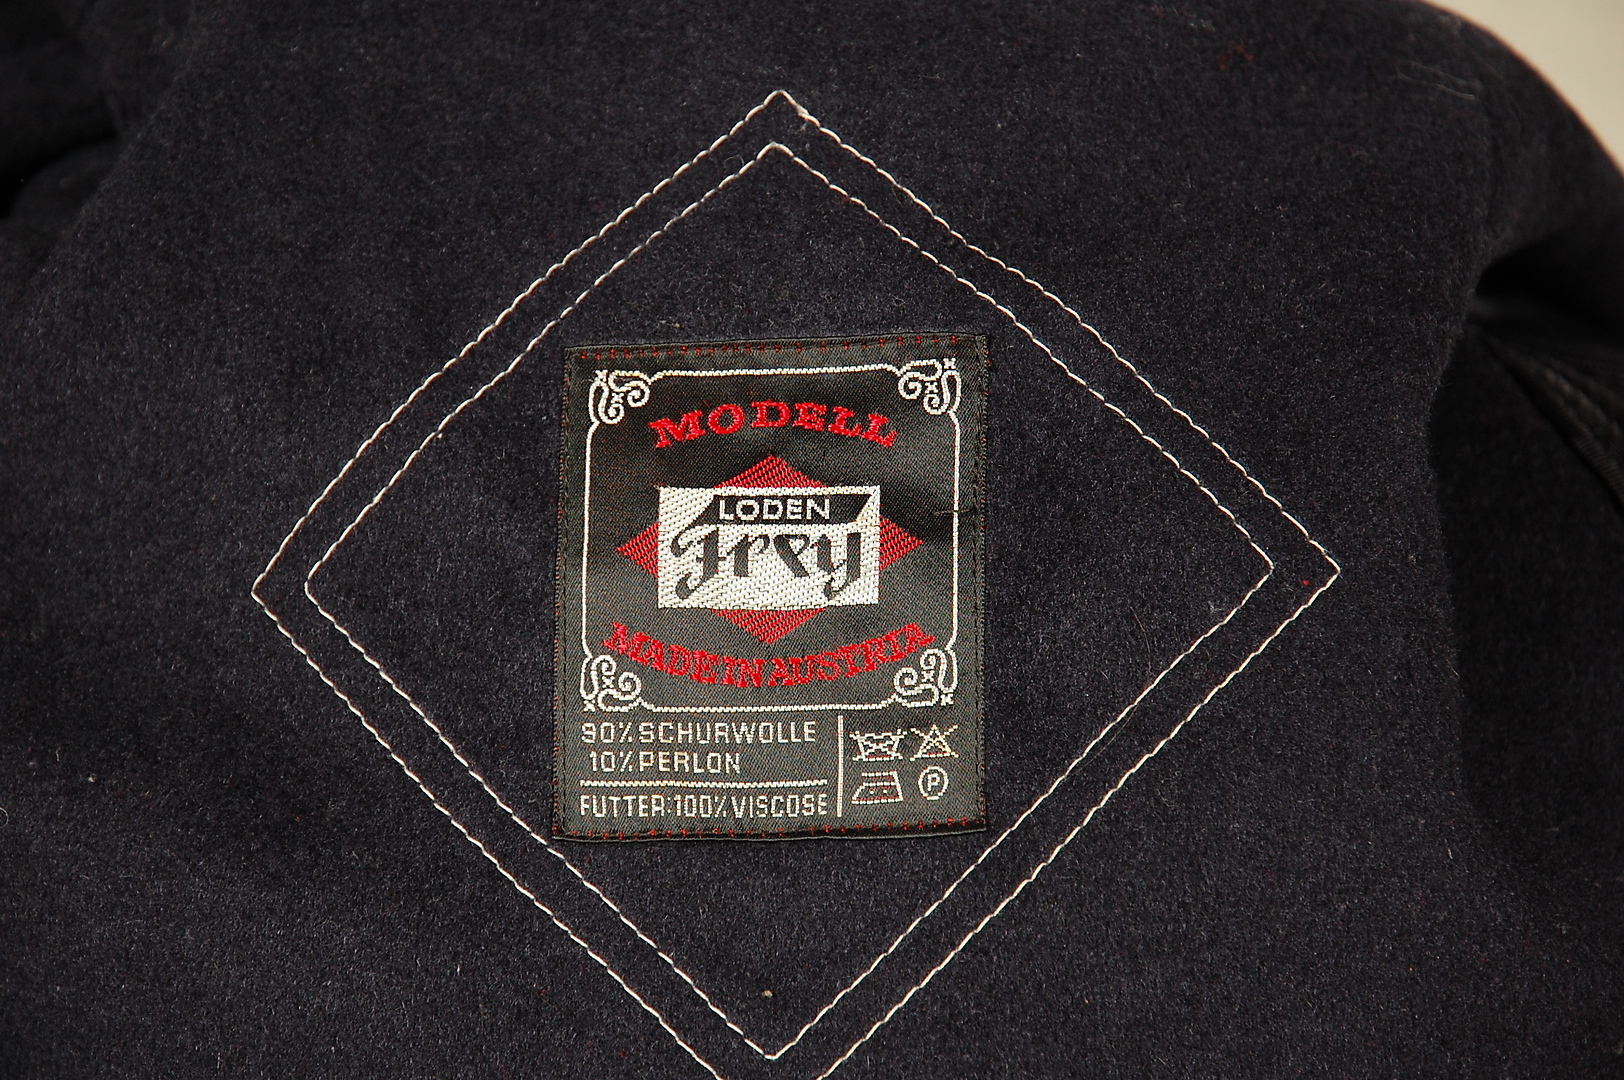 MODELL
LODEN
Frey
MADE IN AUSTRIA
90% SCHURWOLLE
10% PERLON
FUTTER: 100% VISCOSE
P